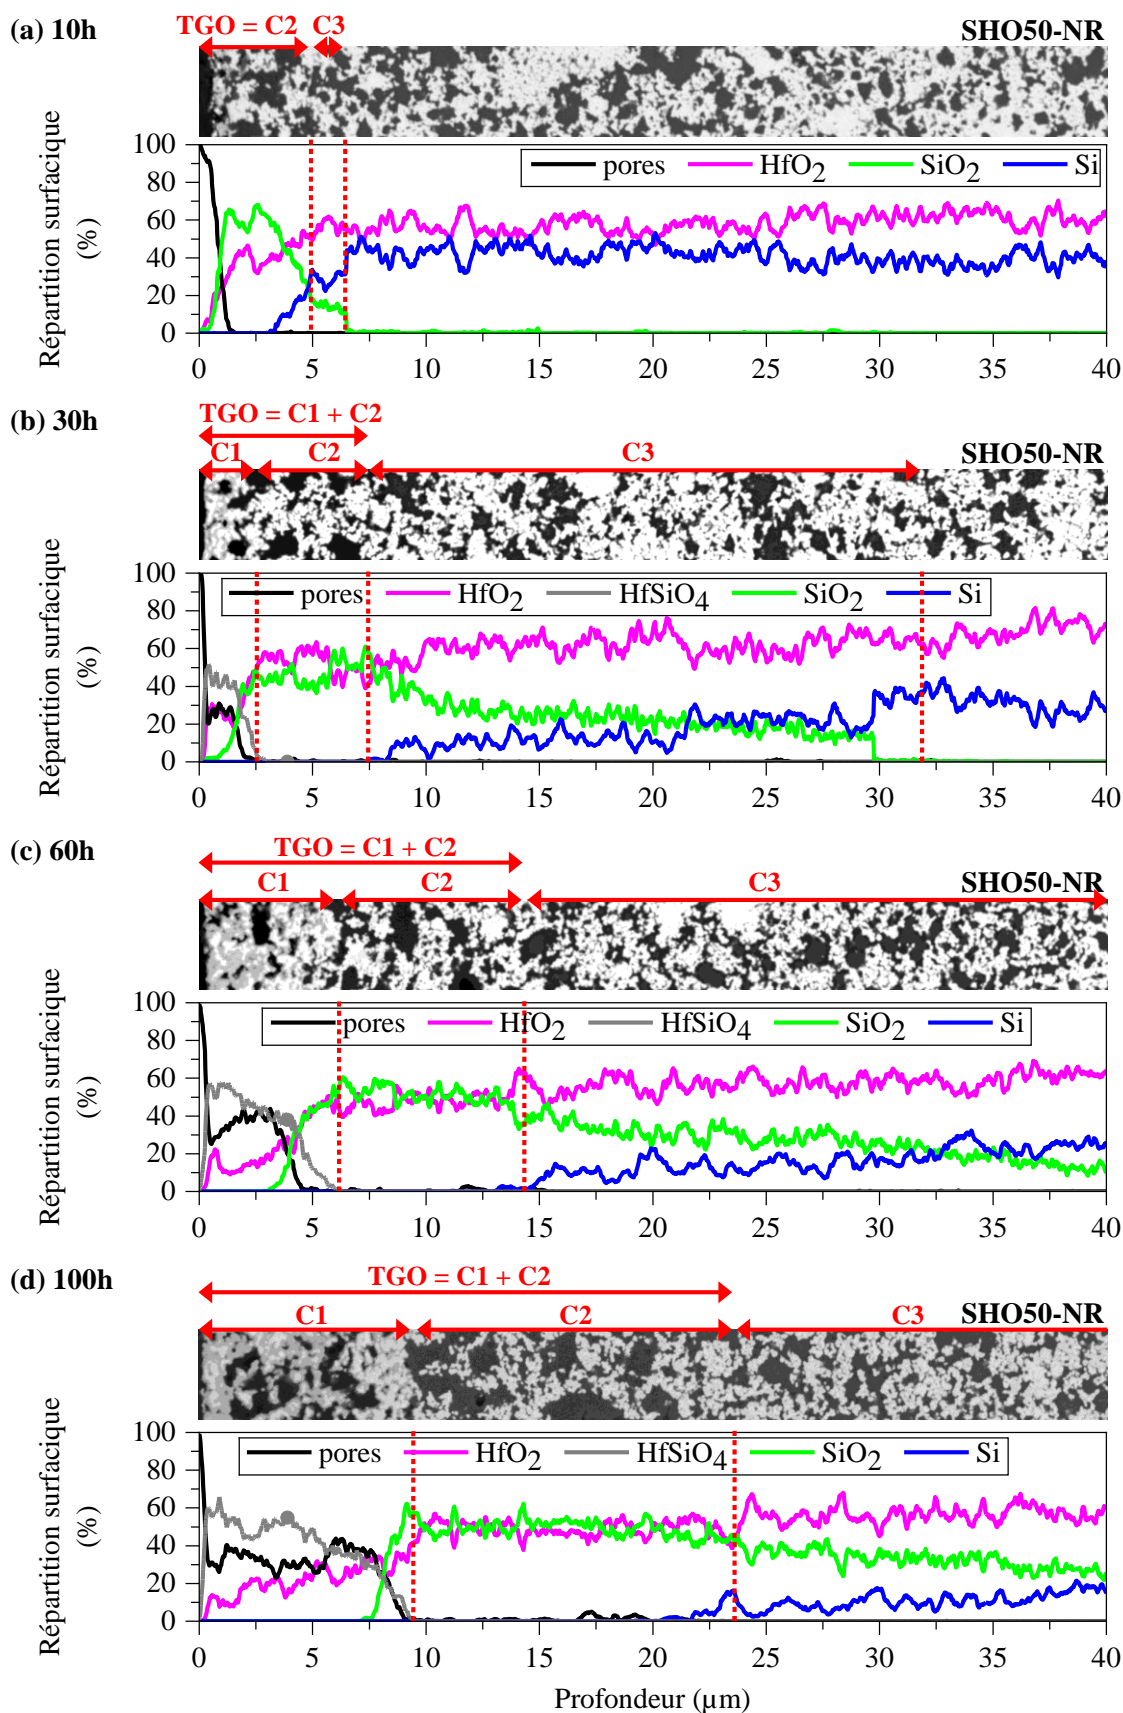 (a) 10h
TGO = C2 C3
SHO50-NR
Répartition surfacique
(%)
100
80
60
40
20
0
pores HfO2 SiO2 Si
0 5 10 15 20 25 30 35 40
(b) 30h
TGO = C1 + C2
SHO50-NR
C1 C2 C3
Répartition surfacique
(%)
100
80
60
40
20
0
pores HfO2 HfSiO4 SiO2 Si
0 5 10 15 20 25 30 35 40
(c) 60h
TGO = C1 + C2
C1 C2 C3
SHO50-NR
Répartition surfacique
(%)
100
80
60
40
20
0
pores HfO2 HfSiO4 SiO2 Si
0 5 10 15 20 25 30 35 40
(d) 100h
TGO = C1 + C2
C1 C2 C3
SHO50-NR
Répartition surfacique
(%)
100
80
60
40
20
0
pores HfO2 HfSiO4 SiO2 Si
0 5 10 15 20 25 30 35 40
Profondeur (µm)